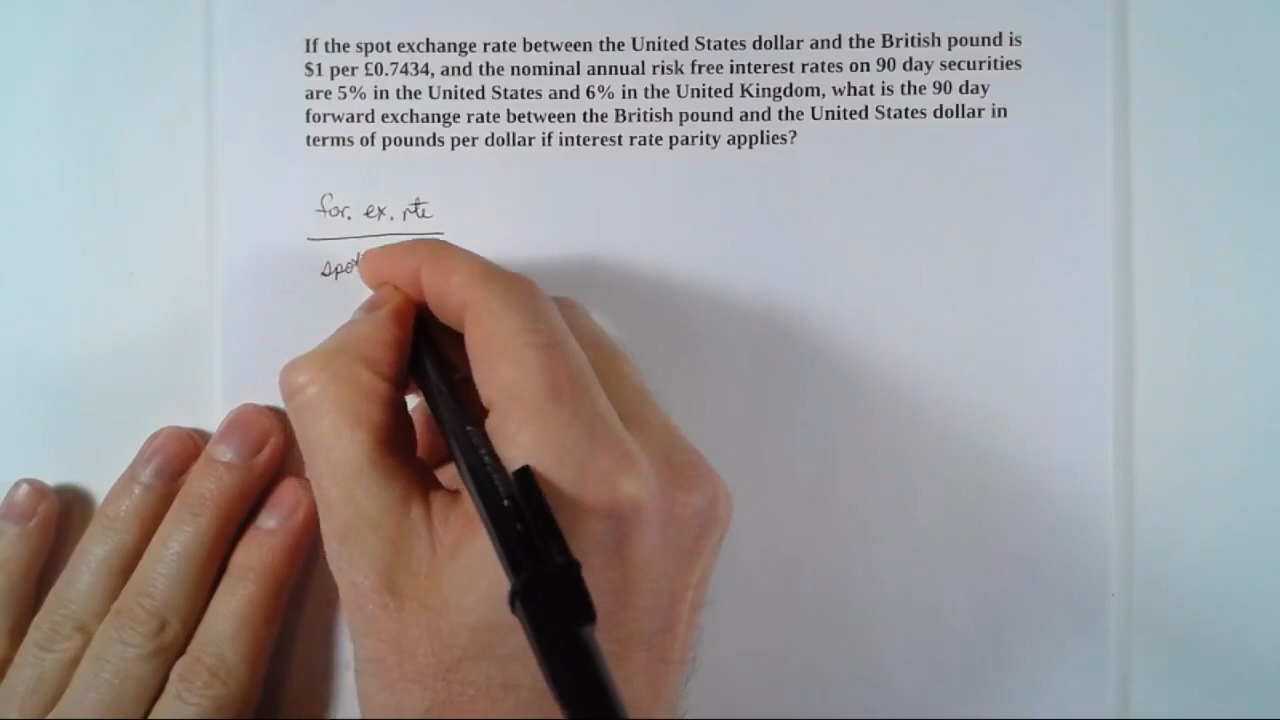 If the spot exchange rate between the United States dollar and the British pound is
$1 per £0.7434, and the nominal annual risk free interest rates on 90 day securities
are 5% in the United States and 6% in the United Kingdom, what is the 90 day
forward exchange rate between the British pound and the United States dollar in
terms of pounds per dollar if interest rate parity applies?
for. ex. rte
spot